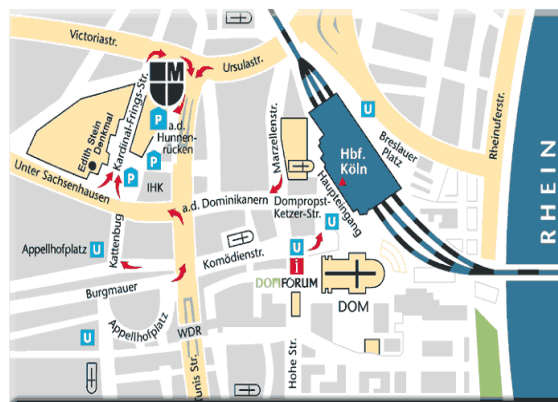 Victoriastr.
Ursulastr.
M
Kardinal-Frings-Str.
P
a.d.
Hunnen-
rücken
Edith Stein
Denkmal
P
P
IHK
Unter Sachsenhausen
Marzellenstr.
U
Breslauer
Platz
Rheinuferstr.
RHEIN
Hbf.
Köln
Haupteingang
a.d. Dominikanern
Dompropst-
Ketzer-Str.
Kattenbug
Appellhofplatz
U
Komödienstr.
U
U
i
DOMFORUM
DOM
Burgmauer
Appellhofplatz
WDR
U
Tunis Str.
Hohe Str.